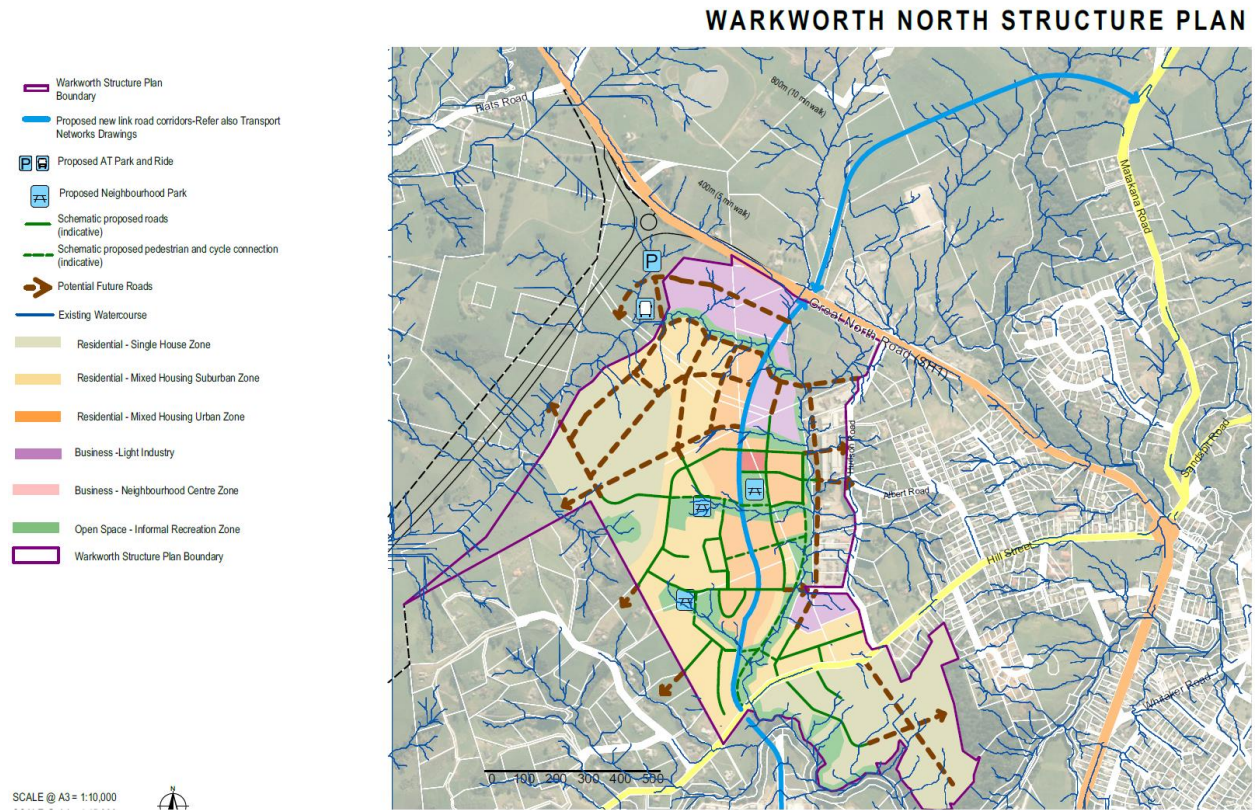 WARKWORTH NORTH STRUCTURE PLAN
Warkworth Structure Plan
Boundary
Proposed new link road corridors-Refer also Transport
Networks Drawings
P
Proposed AT Park and Ride
Proposed Neighbourhood Park
Schematic proposed roads
(indicative)
Schematic proposed pedestrian and cycle connection
(indicative)
Potential Future Roads
Existing Watercourse
Residential - Single House Zone
Residential - Mixed Housing Suburban Zone
Residential - Mixed Housing Urban Zone
Business -Light Industry
Business - Neighbourhood Centre Zone
Open Space - Informal Recreation Zone
Warkworth Structure Plan Boundary
SCALE @ A3 = 1:10,000
N
800m (10 min walk)
Road
400m (5 min walk)
Matakana Road
P
Great North Road (SH1)
Hudson Road
Sandspit Road
Albert Road
Hill Street
Whitaker Road
0 100 200 300 400 500